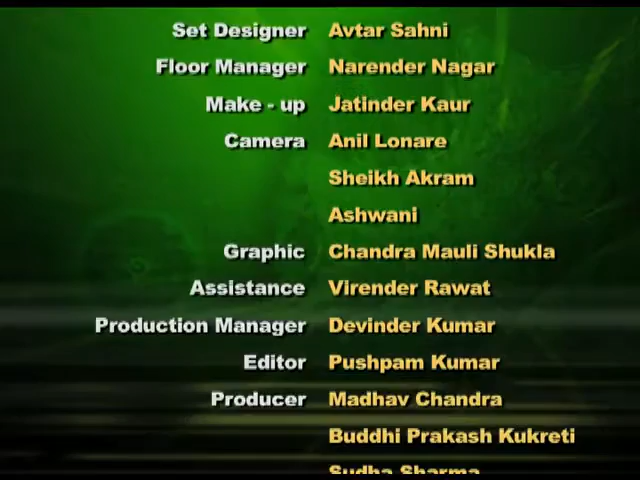 Set Designer Avtar Sahni
Floor Manager Narender Nagar
Make - up Jatinder Kaur
Camera Anil Lonare
Sheikh Akram
Ashwani
Graphic Chandra Mauli Shukla
Assistance Virender Rawat
Production Manager Devinder Kumar
Editor Pushpam Kumar
Producer Madhav Chandra
Buddhi Prakash Kukreti
Sudha Sharma